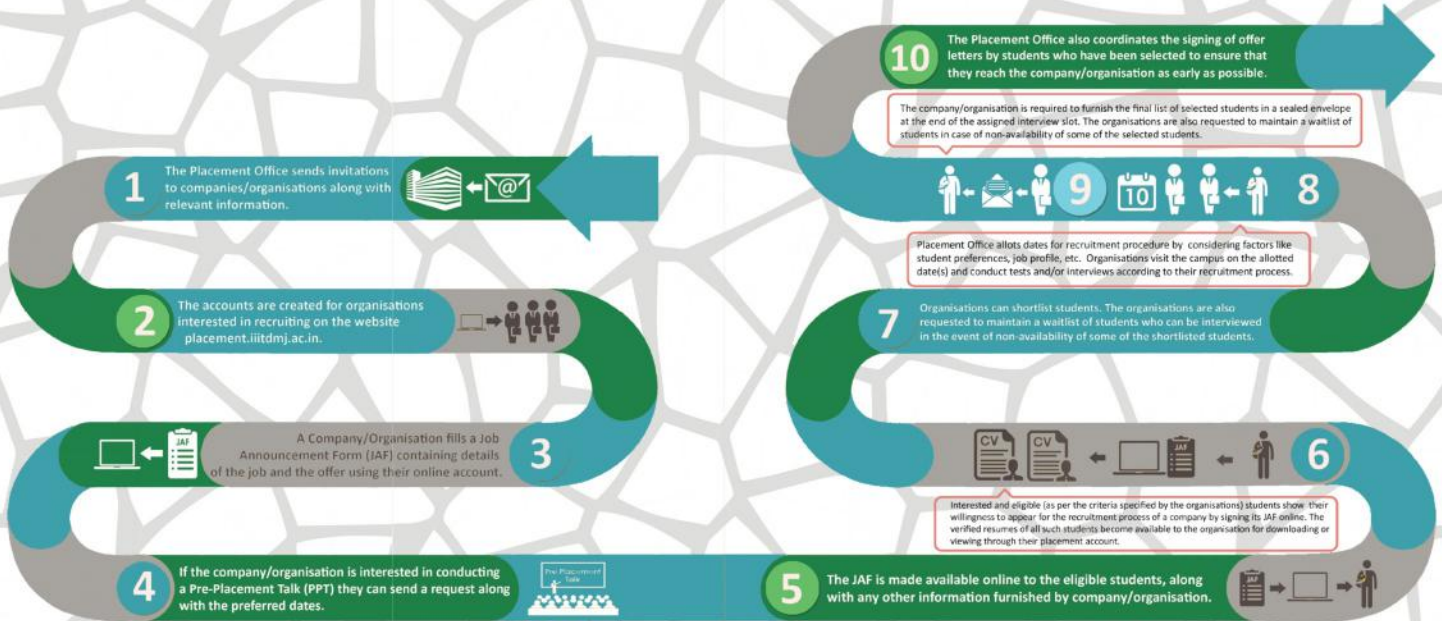 1
The Placement Office sends invitations
to companies/organisations along with
relevant information.
@
2
The accounts are created for organisations
interested in recruiting on the website
placement.iiitdmj.ac.in.
3
A Company/Organisation fills a Job
Announcement Form (JAF) containing details
of the job and the offer using their online account.
JAF
4
If the company/organisation is interested in conducting
a Pre-Placement Talk (PPT) they can send a request along
with the preferred dates.
Pre-Placement
Talk
5
The JAF is made available online to the eligible students, along
with any other information furnished by company/organisation.
JAF
6
CV
CV
JAF
Interested and eligible (as per the criteria specified by the organisations) students show their
willingness to appear for the recruitment process of a company by signing its JAF online. The
verified resumes of all such students become available to the organisation for downloading or
viewing through their placement account.
7
Organisations can shortlist students. The organisations are also
requested to maintain a waitlist of students who can be interviewed
in the event of non-availability of some of the shortlisted students.
8
10
Placement Office allots dates for recruitment procedure by considering factors like
student preferences, job profile, etc. Organisations visit the campus on the allotted
date(s) and conduct tests and/or interviews according to their recruitment process.
9
The company/organisation is required to furnish the final list of selected students in a sealed envelope
at the end of the assigned interview slot. The organisations are also requested to maintain a waitlist of
students in case of non-availability of some of the selected students.
10
The Placement Office also coordinates the signing of offer
letters by students who have been selected to ensure that
they reach the company/organisation as early as possible.